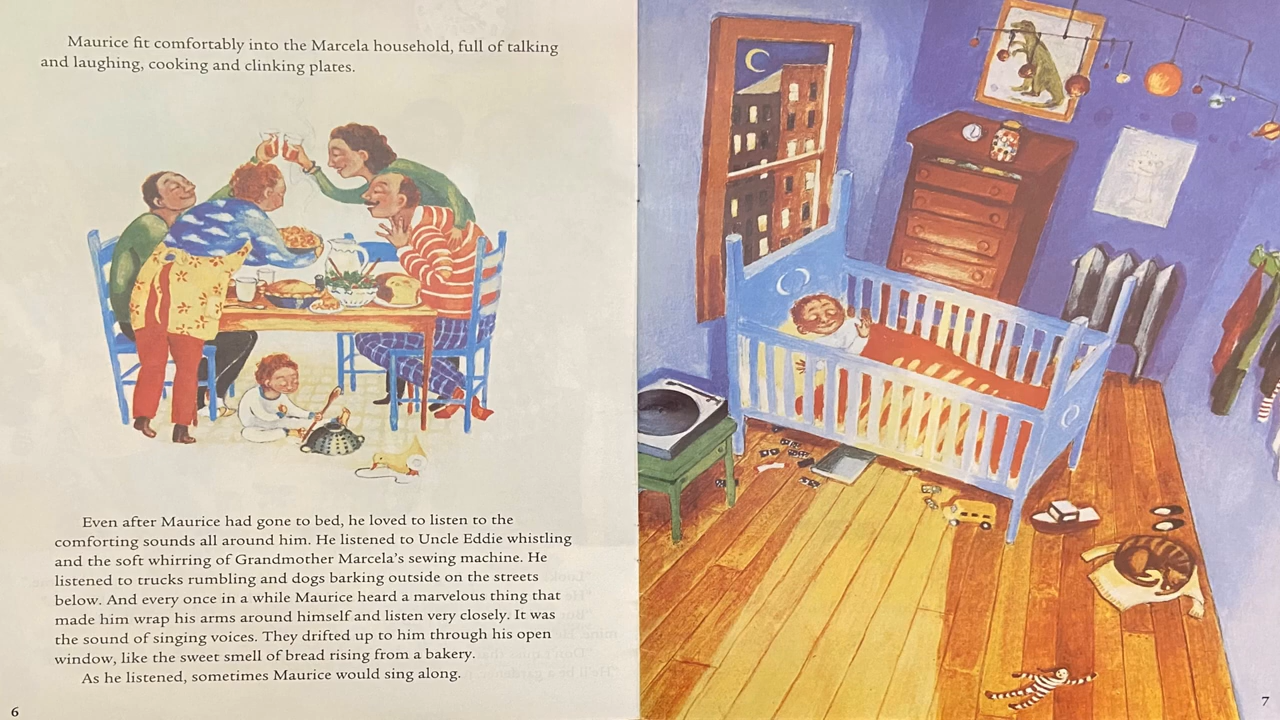 Maurice fit comfortably into the Marcela household, full of talking
and laughing, cooking and clinking plates.
Even after Maurice had gone to bed, he loved to listen to the
comforting sounds all around him. He listened to Uncle Eddie whistling
and the soft whirring of Grandmother Marcela's sewing machine. He
listened to trucks rumbling and dogs barking outside on the streets
below. And every once in a while Maurice heard a marvelous thing that
made him wrap his arms around himself and listen very closely. It was
the sound of singing voices. They drifted up to him through his open
window, like the sweet smell of bread rising from a bakery.
As he listened, sometimes Maurice would sing along.
6
7